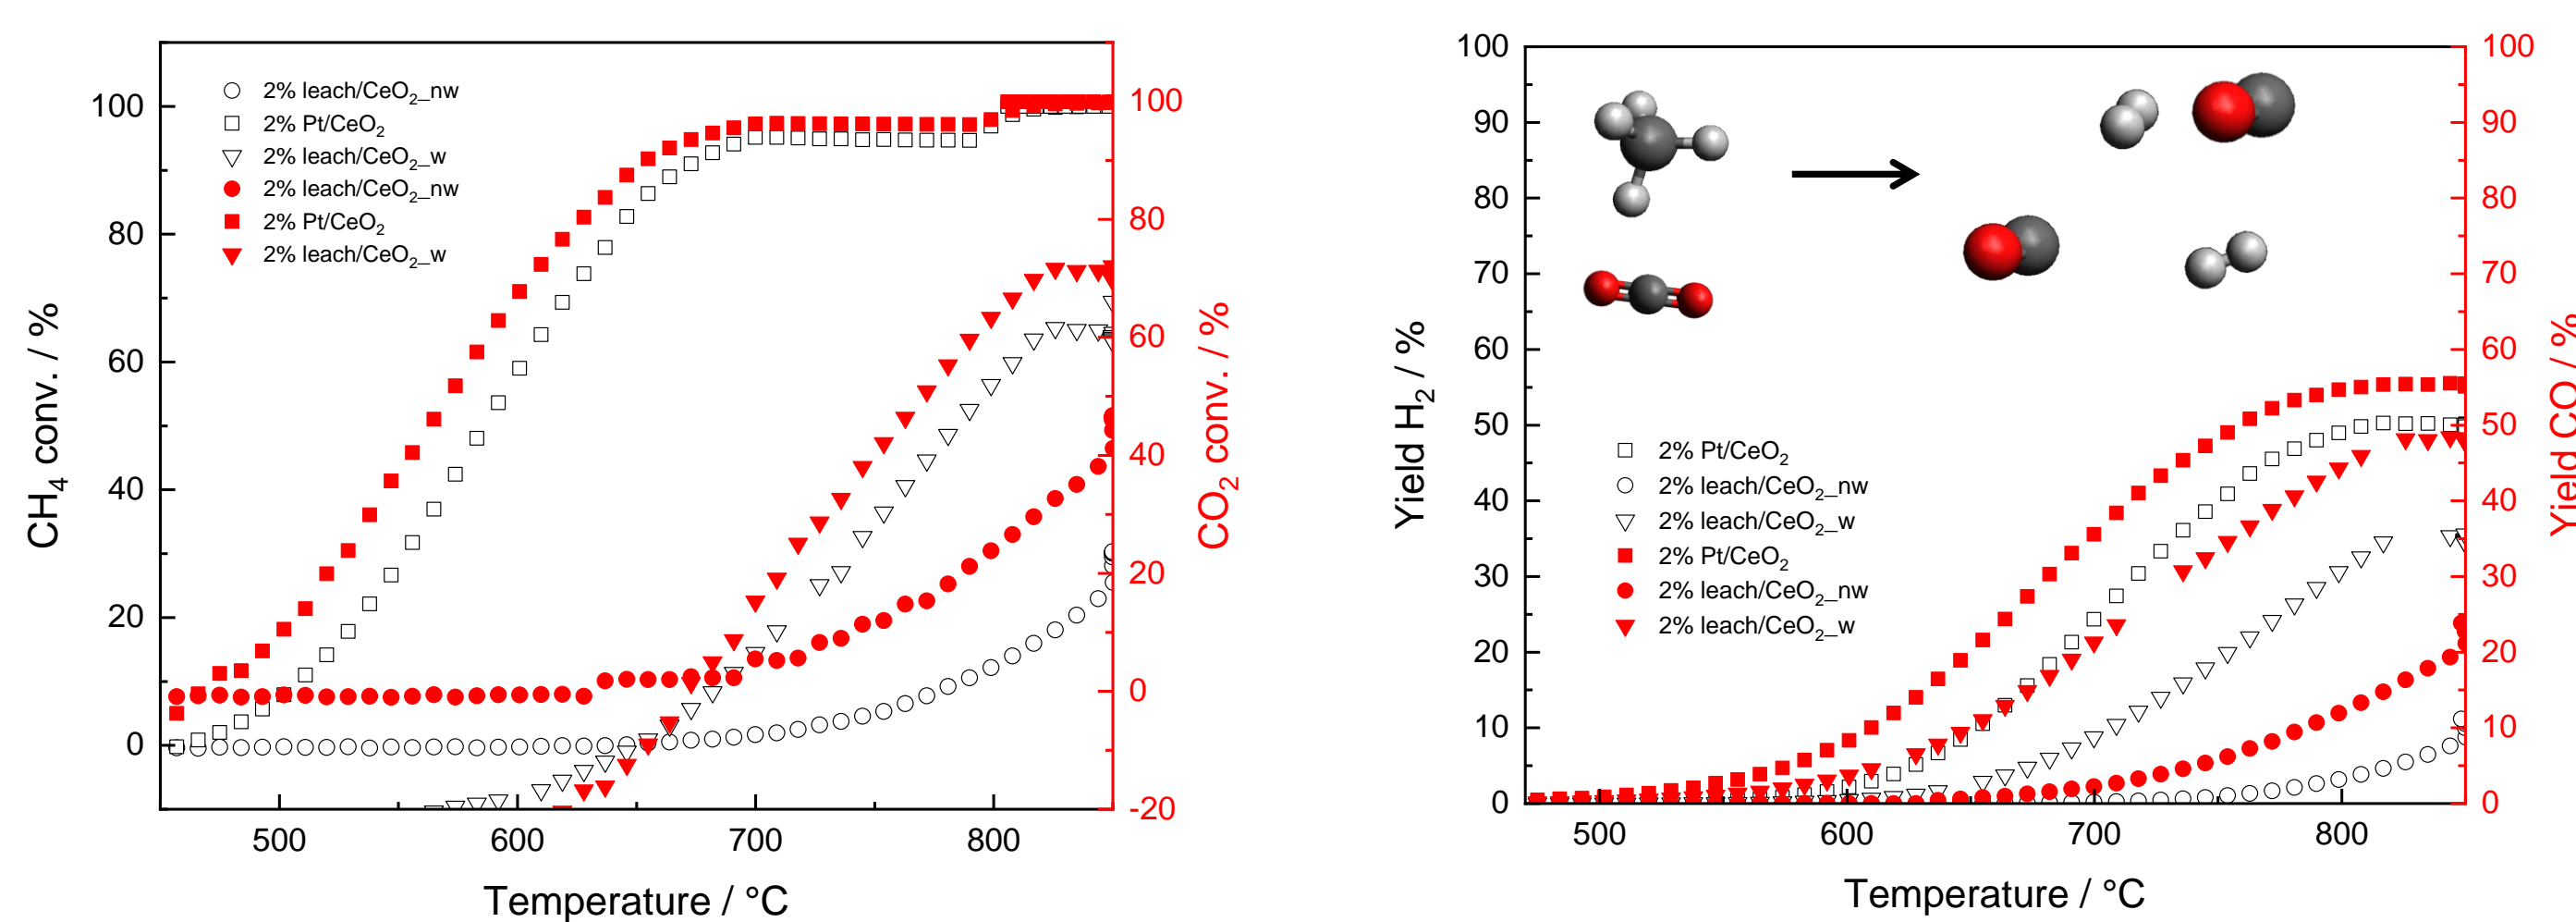 2% leach/CeO₂_nw
2% Pt/CeO₂
2% leach/CeO₂_w
2% leach/CeO₂_nw
2% Pt/CeO₂
2% leach/CeO₂_w
100
80
60
40
20
0
CH₄ conv. / %
100
80
60
40
20
0
-20
CO₂ conv. / %
500 600 700 800
Temperature / °C
100
90
80
70
60
50
40
30
20
10
0
Yield H₂ / %
2% Pt/CeO₂
2% leach/CeO₂_nw
2% leach/CeO₂_w
2% Pt/CeO₂
2% leach/CeO₂_nw
2% leach/CeO₂_w
100
90
80
70
60
50
40
30
20
10
0
Yield CO / %
500 600 700 800
Temperature / °C